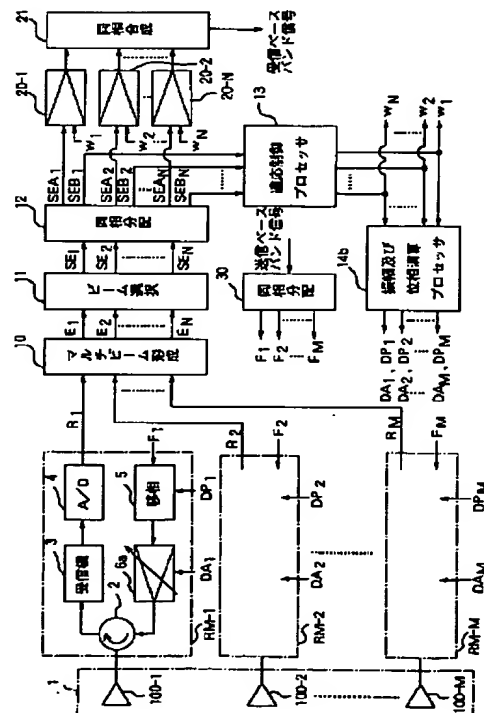 1
100-1
100-2
100-M
RM-1
2
受信機
3
A/D
4
移相
5
6a
DA1
DP1
F1
R1
RM-2
DA2
DP2
R2
F2
RM-M
DAM
DPM
RM
FM
マルチビーム形成
10
E1
E2
EN
ビーム選択
11
SE1
SE2
SEN
同相分配
12
SEA1
SEB1
SEA2
SEB2
SEAN
SEBN
20-1
20-2
20-N
w1
w2
wN
同相合成
21
受信ベース
バンド信号
適応制御
プロセッサ
13
送信ベース
バンド信号
同相分配
30
F1
F2
FM
振幅及び
位相演算
プロセッサ
14b
DA1、DP1
DA2、DP2
DAM、DPM
wN
w2
w1